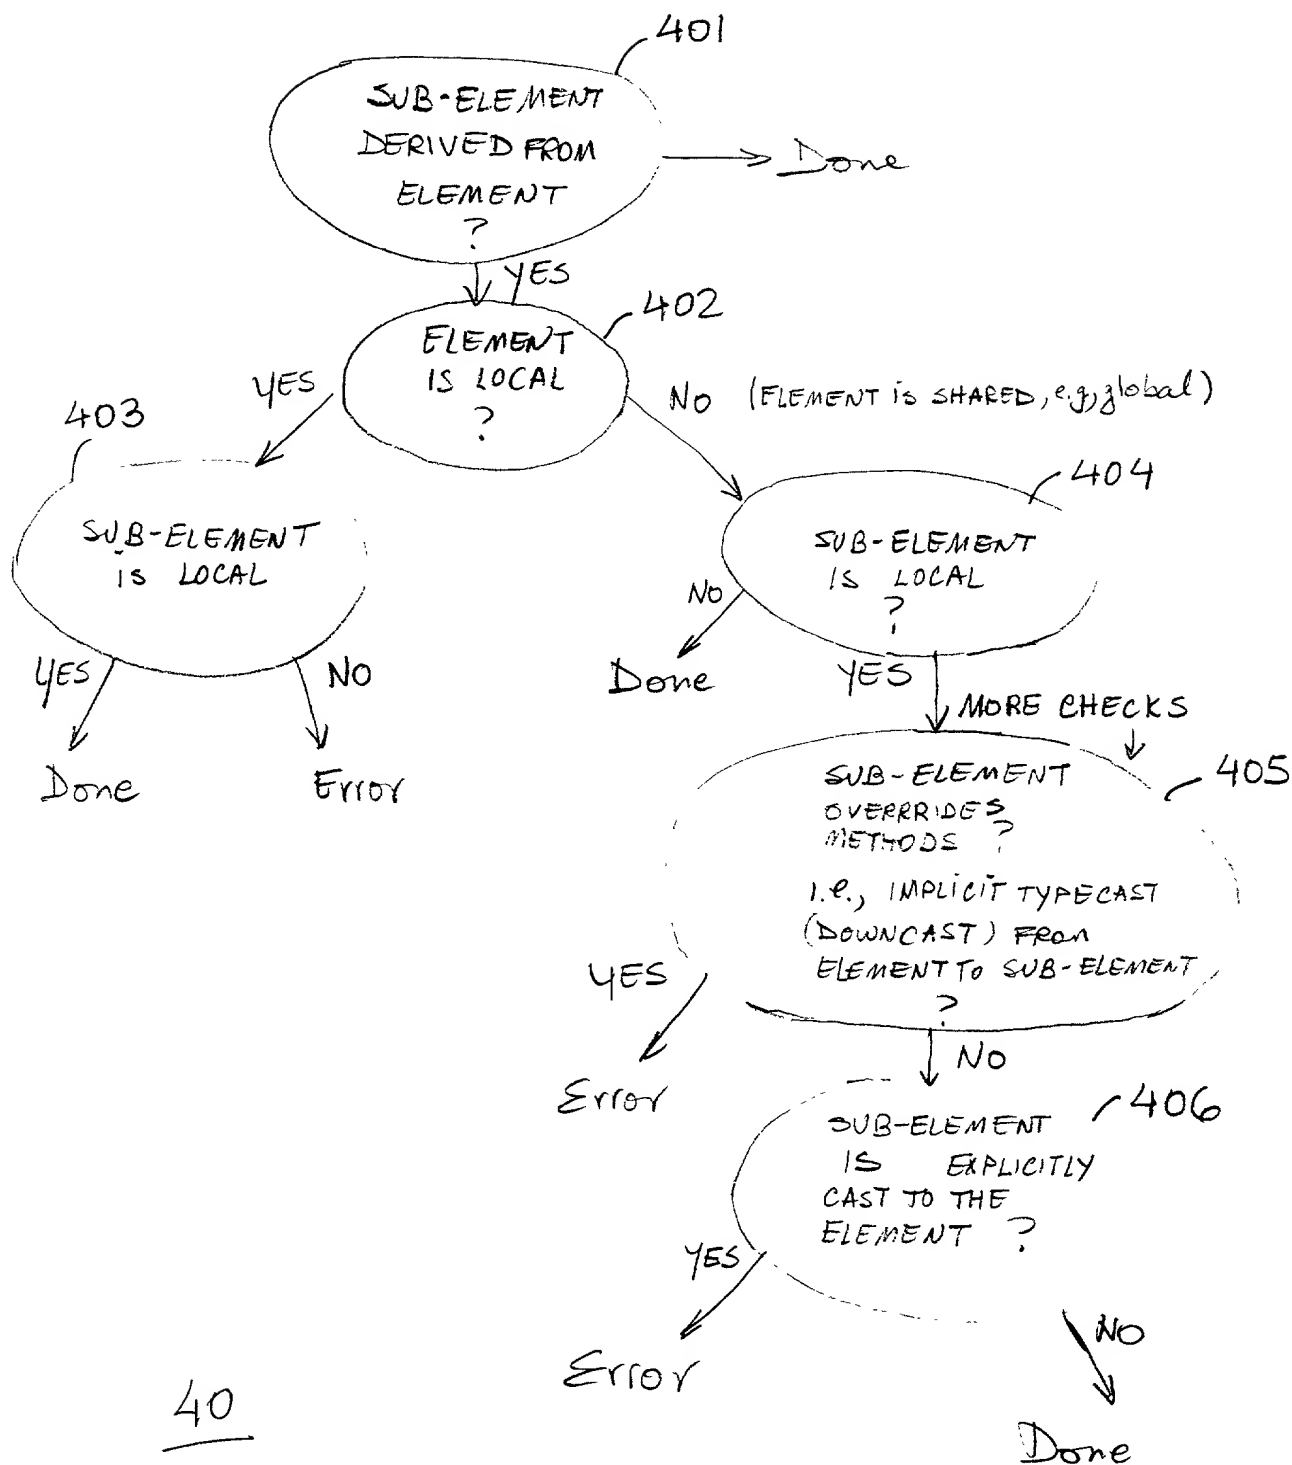 401
SUB-ELEMENT
DERIVED FROM
ELEMENT
?
Done
YES
402
ELEMENT
IS LOCAL
?
YES
NO (ELEMENT is SHARED, e.g, global)
403
SUB-ELEMENT
is LOCAL
YES
NO
Done
Error
404
SUB-ELEMENT
IS LOCAL
?
NO
Done
YES
MORE CHECKS
405
SUB-ELEMENT
OVERRRIDES
METHODS ?
i.e., IMPLICIT TYPECAST
(DOWNCAST) FROM
ELEMENT TO SUB-ELEMENT
?
YES
Error
NO
406
SUB-ELEMENT
IS EXPLICITLY
CAST TO THE
ELEMENT ?
YES
Error
NO
Done
40